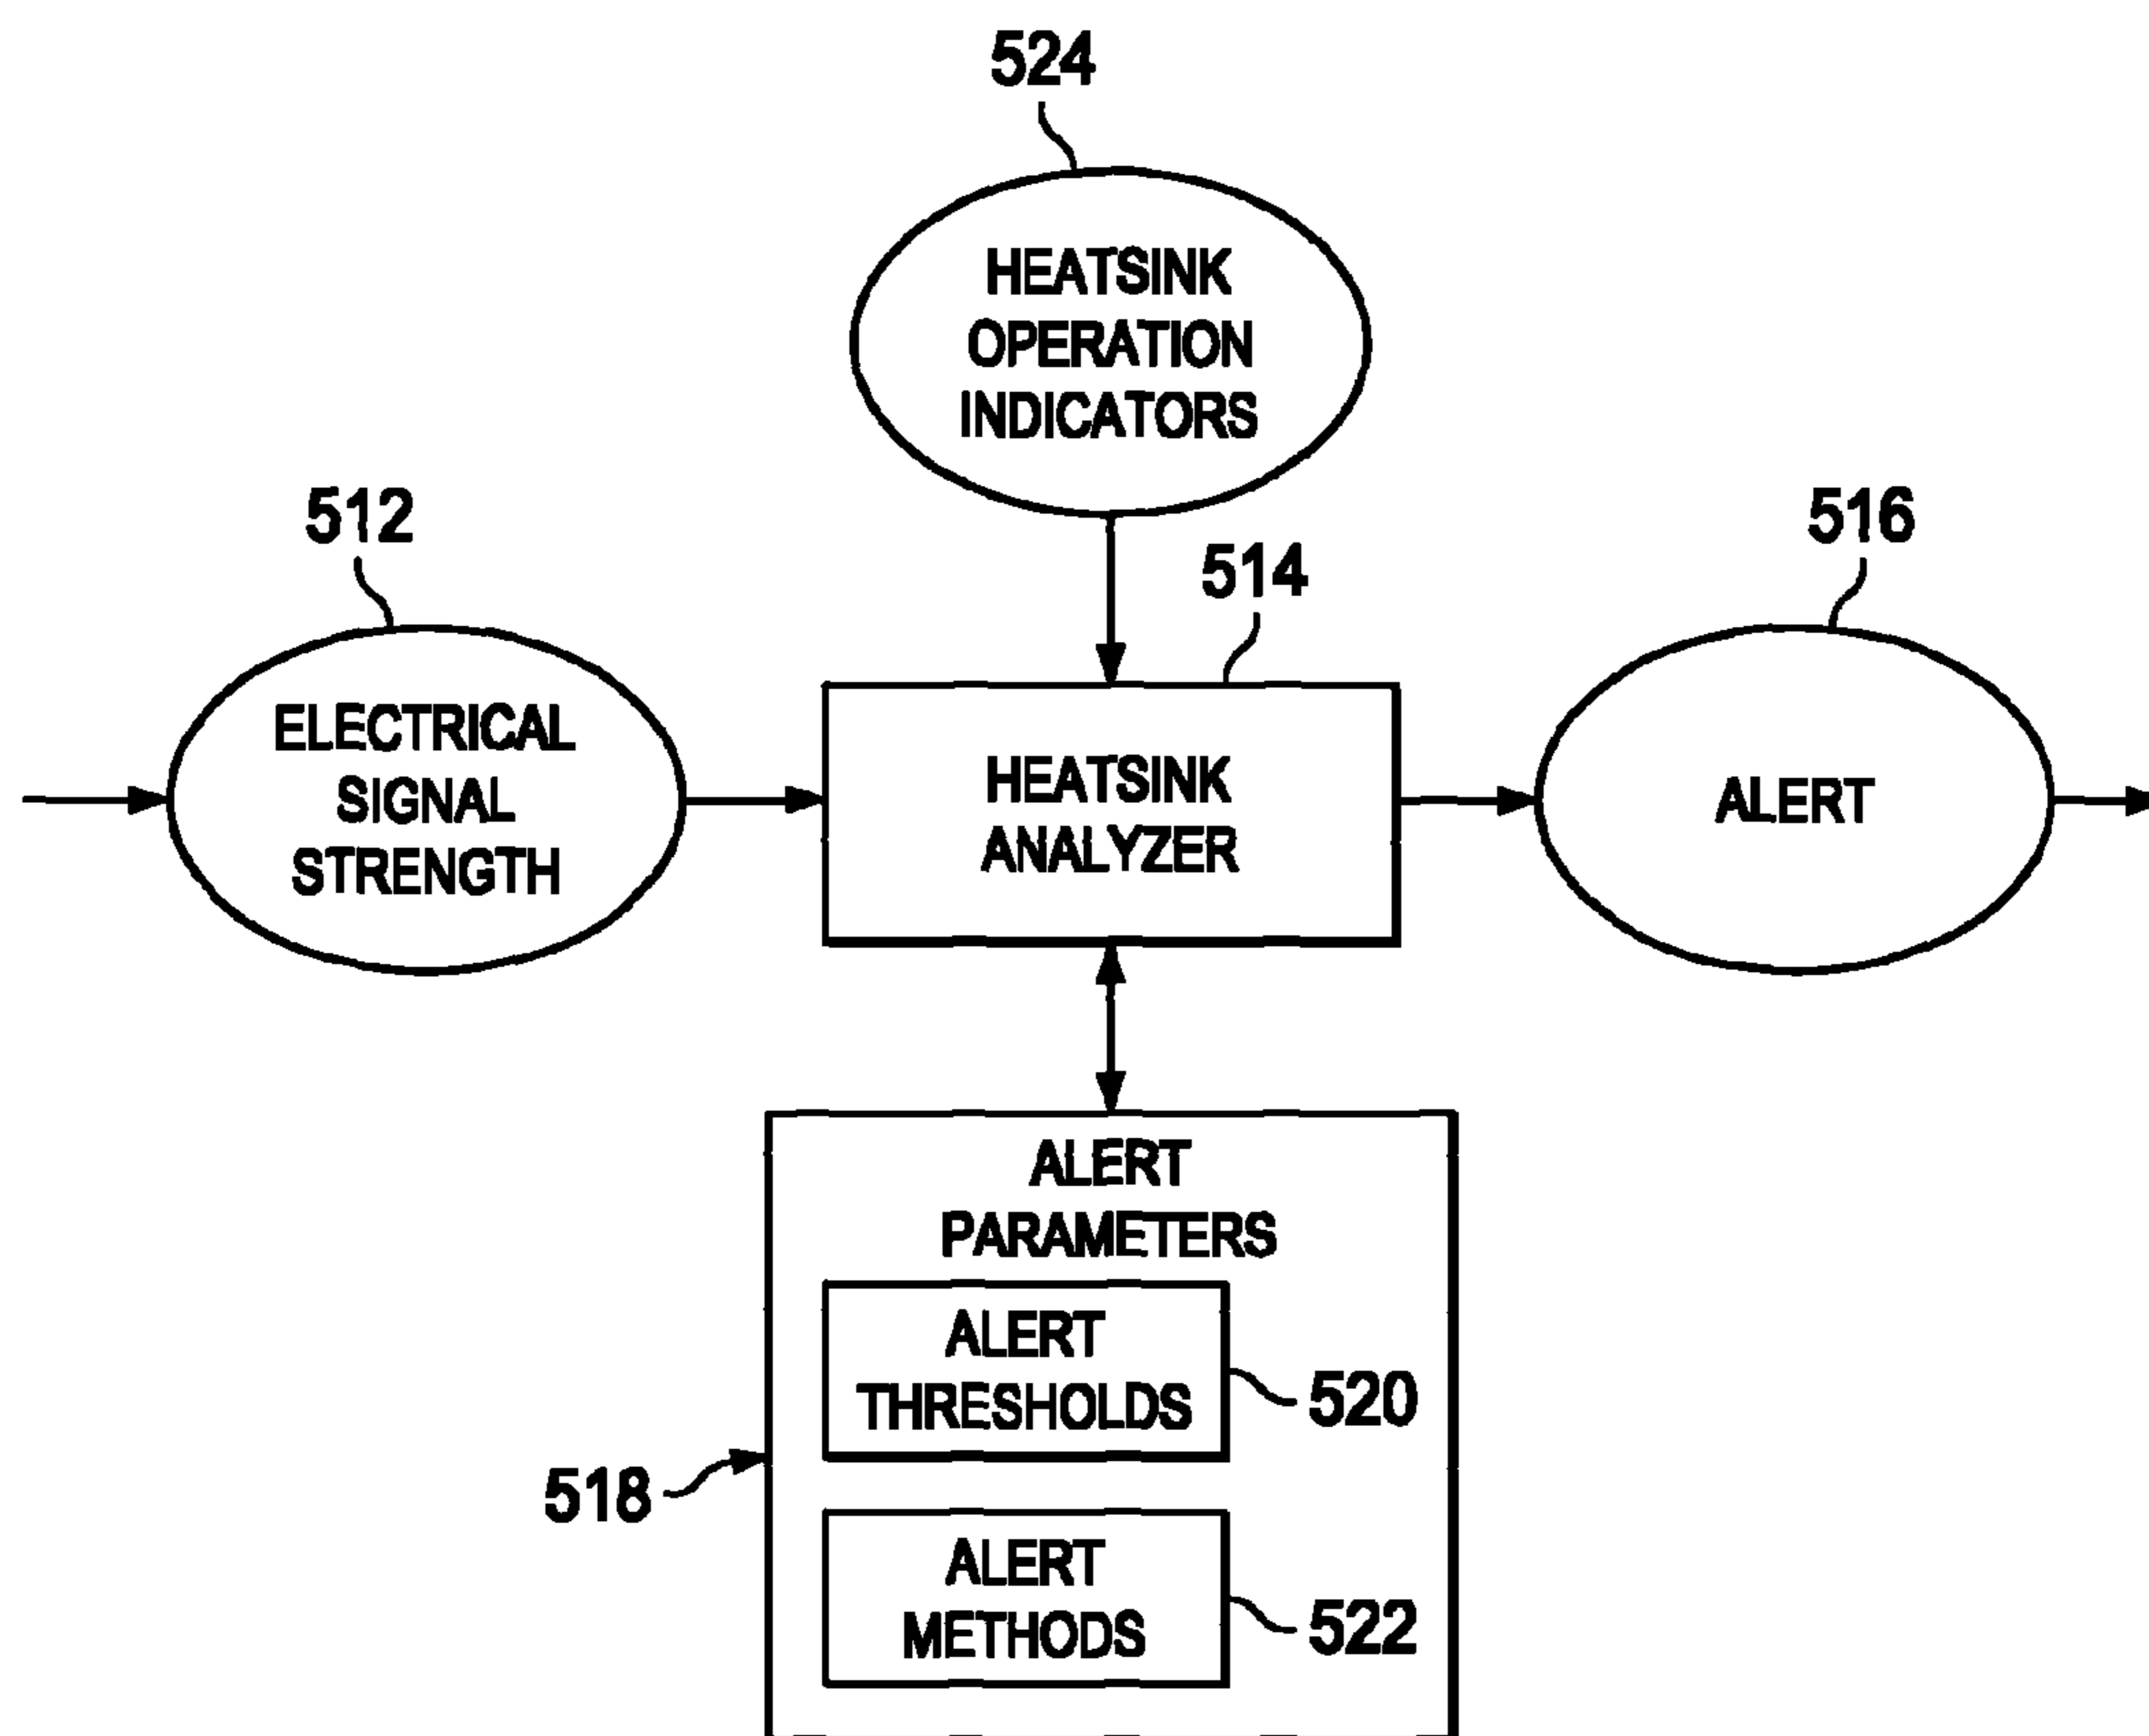 524
HEATSINK
OPERATION
INDICATORS
512
514
516
ELECTRICAL
SIGNAL
STRENGTH
HEATSINK
ANALYZER
ALERT
ALERT
PARAMETERS
ALERT
THRESHOLDS
520
518
ALERT
METHODS
522